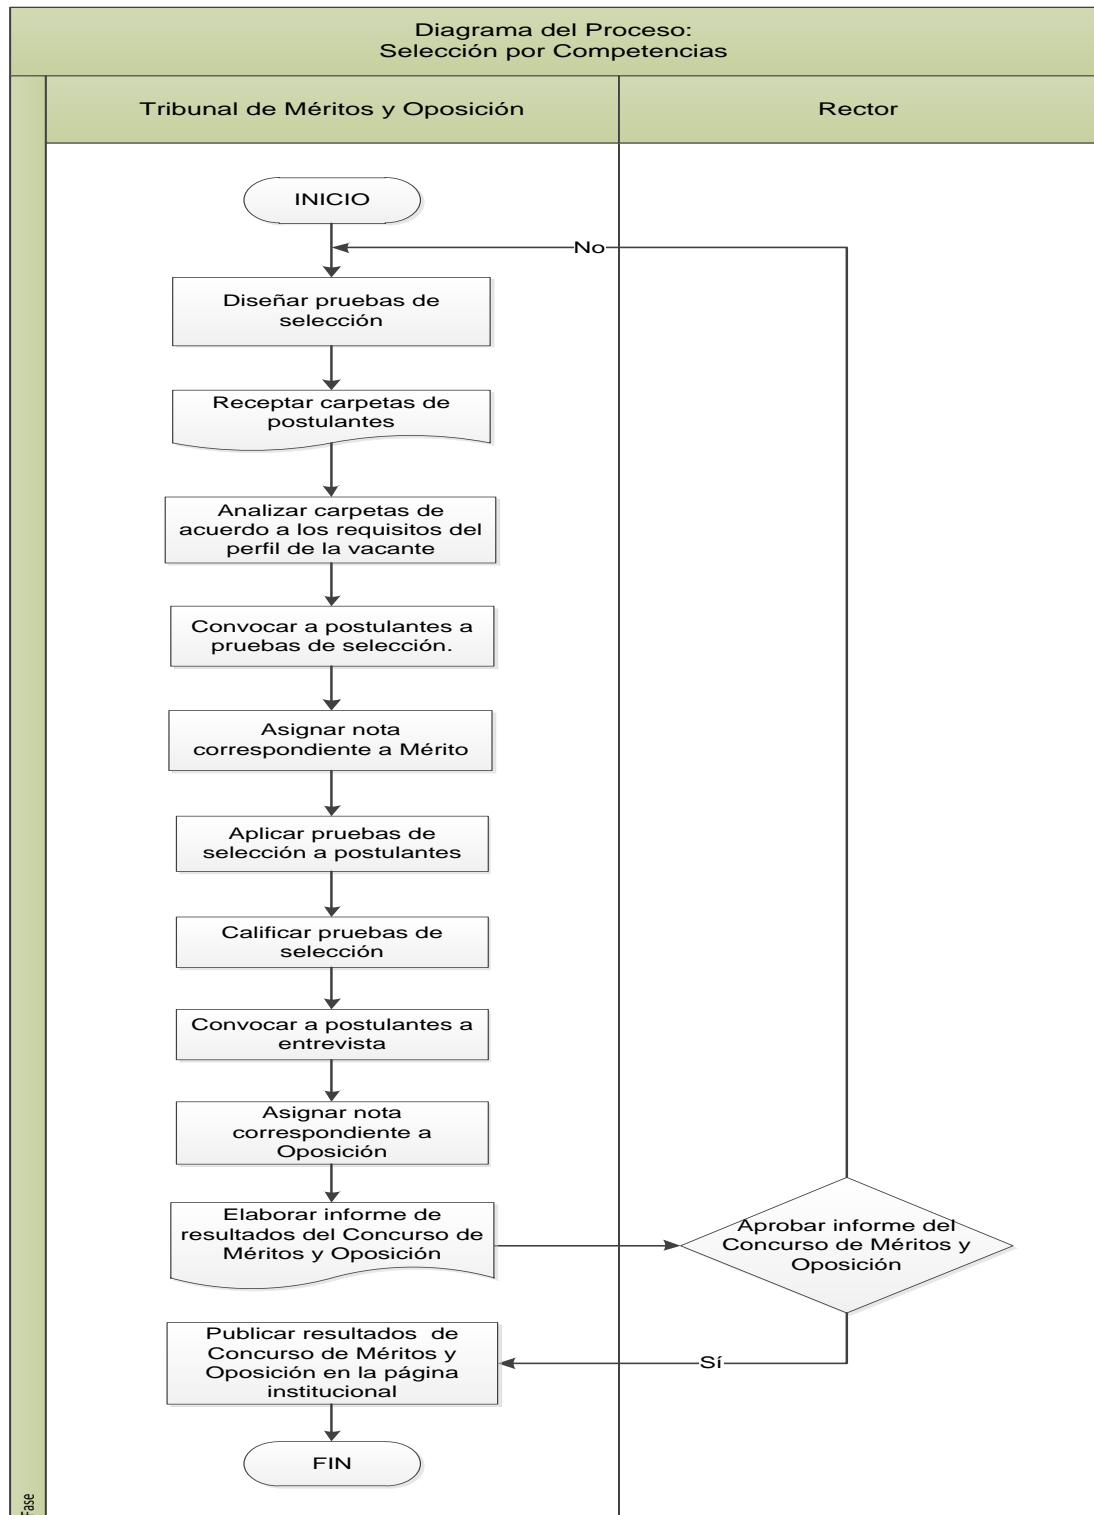 Diagrama del Proceso:
Selección por Competencias
Tribunal de Méritos y Oposición
Rector
INICIO
No
Diseñar pruebas de
selección
Receptar carpetas de
postulantes
Analizar carpetas de
acuerdo a los requisitos del
perfil de la vacante
Convocar a postulantes a
pruebas de selección.
Asignar nota
correspondiente a Mérito
Aplicar pruebas de
selección a postulantes
Calificar pruebas de
selección
Convocar a postulantes a
entrevista
Asignar nota
correspondiente a
Oposición
Elaborar informe de
resultados del Concurso de
Méritos y Oposición
Aprobar informe del
Concurso de Méritos y
Oposición
Publicar resultados de
Concurso de Méritos y
Oposición en la página
institucional
Sí
FIN
Fase